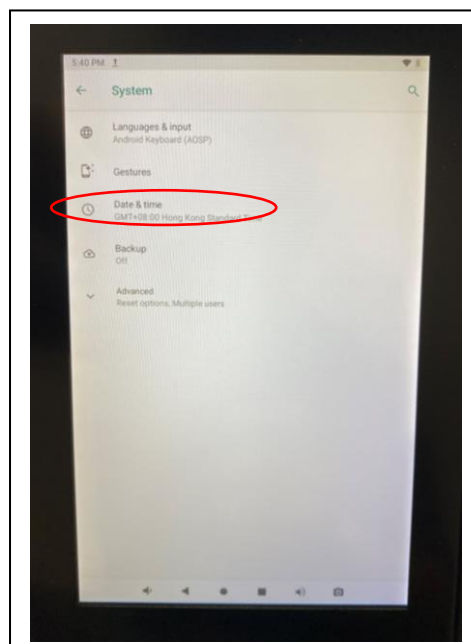 5:40 PM
System
Languages & input
Android Keyboard (AOSP)
Gestures
Date & time
GMT+08:00 Hong Kong Standard Time
Backup
Off
Advanced
Reset options, Multiple users